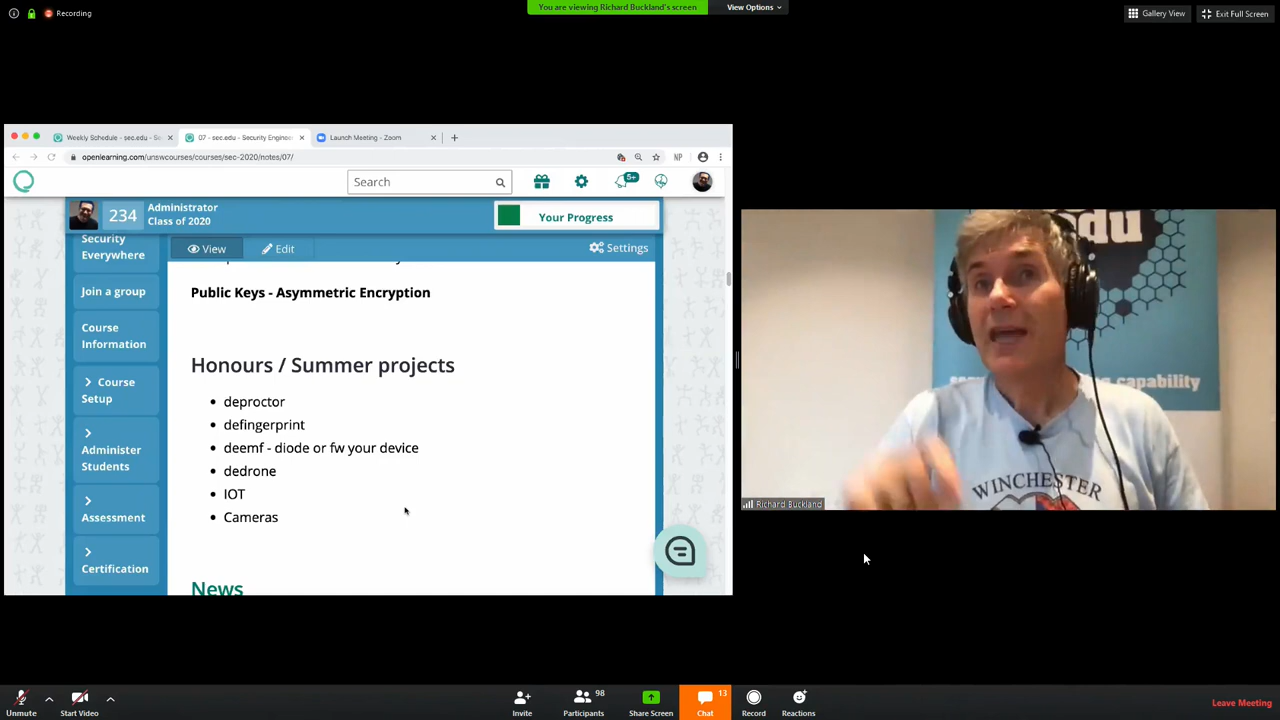 Recording
You are viewing Richard Buckland's screen
View Options
Gallery View
Exit Full Screen
Weekly Schedule - sec.edu - Se
07 - sec.edu - Security Enginee
Launch Meeting - Zoom
openlearning.com/unswcourses/courses/sec-2020/notes/07/
NP
Search
5+
234
Administrator
Class of 2020
Your Progress
Security
Everywhere
View
Edit
Settings
Join a group
Course
Information
Course
Setup
Administer
Students
Assessment
Certification
Public Keys - Asymmetric Encryption
Honours / Summer projects
deproctor
defingerprint
deemf - diode or fw your device
dedrone
IOT
Cameras
News
edu
capability
WINCHESTER
Richard Buckland
Unmute
Start Video
Invite
98
Participants
Share Screen
13
Chat
Record
Reactions
Leave Meeting